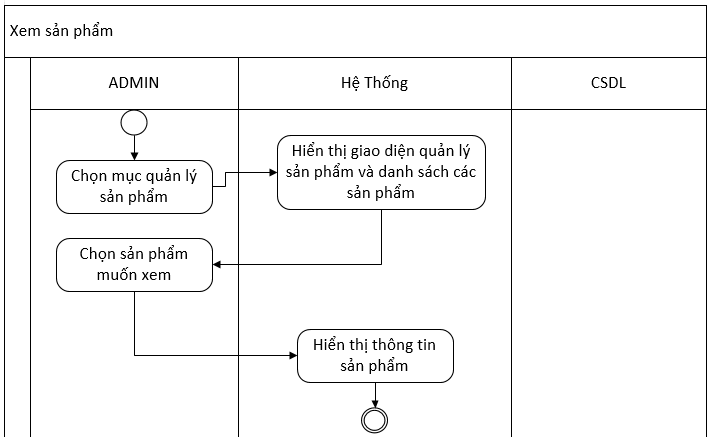 Xem sản phẩm
ADMIN
Hệ Thống
CSDL
Chọn mục quản lý
sản phẩm
Hiển thị giao diện quản lý
sản phẩm và danh sách các
sản phẩm
Chọn sản phẩm
muốn xem
Hiển thị thông tin
sản phẩm